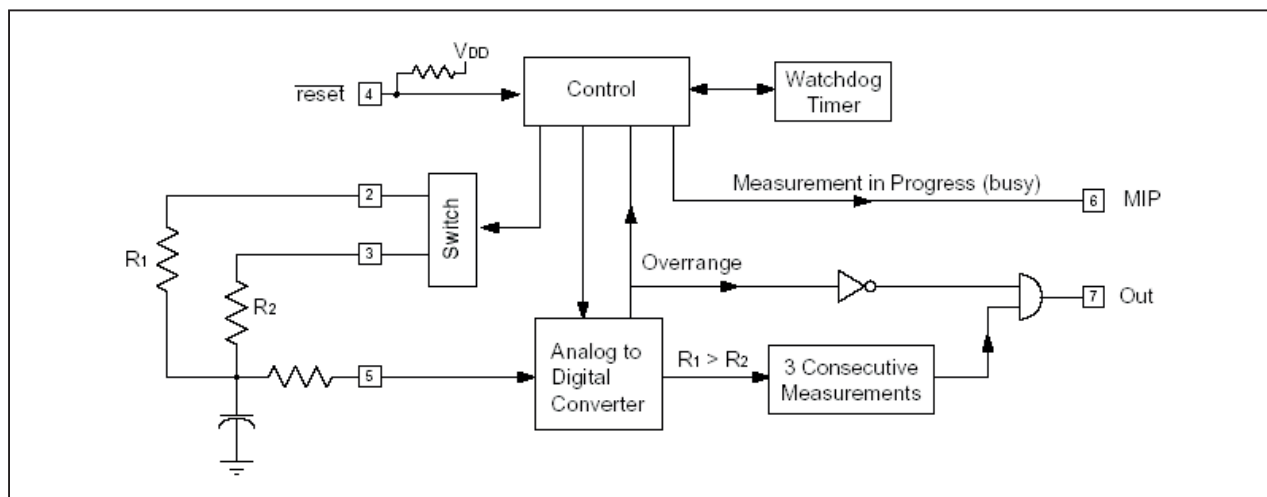 VDD
reset
4
Control
Watchdog
Timer
Measurement in Progress (busy)
6
MIP
2
Switch
3
R1
R2
Overrange
7
Out
5
Analog to
Digital
Converter
R1 > R2
3 Consecutive
Measurements